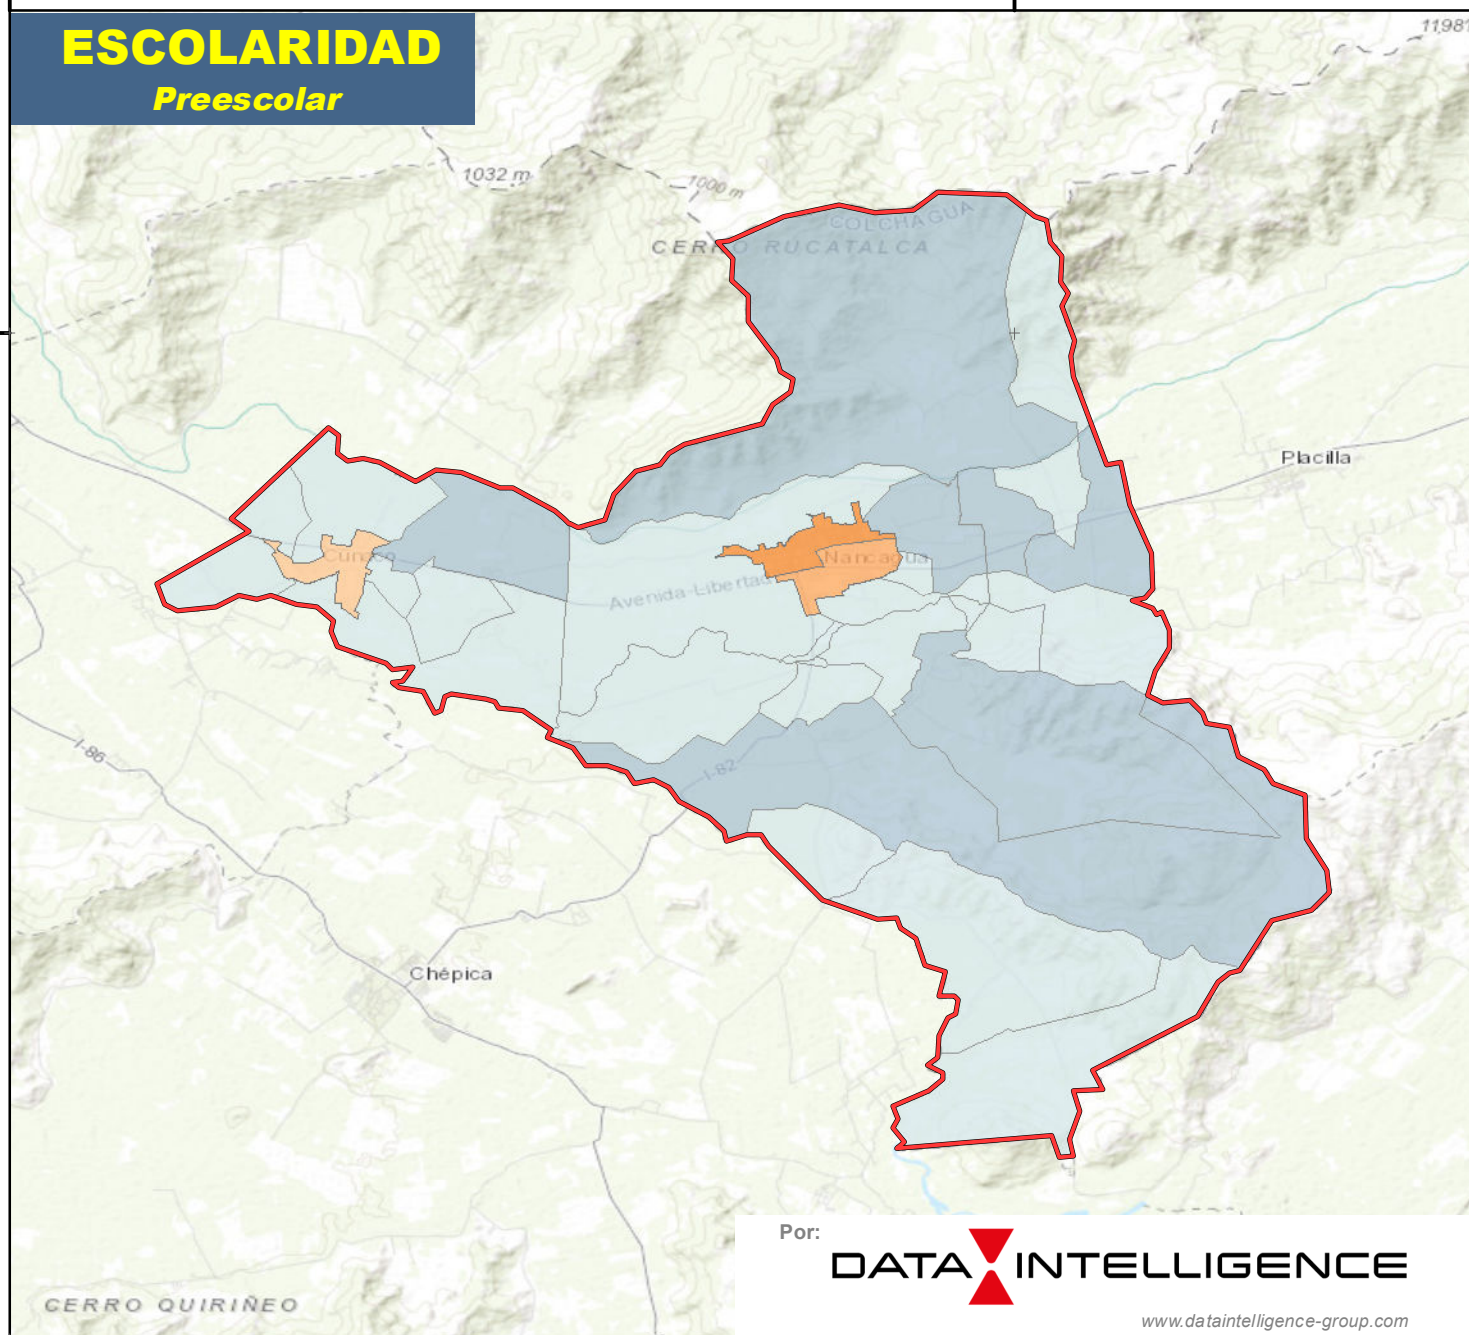 ESCOLARIDAD
Preescolar
1032 m
1000 m
COLCHAGUA
CERRO RUCATALCA
Placilla
Cunaco
Nancagua
Avenida-Libertad
I-86
I-82
Chépica
CERRO QUIRIÑEO
Por:
DATA INTELLIGENCE
www.dataintelligence-group.com